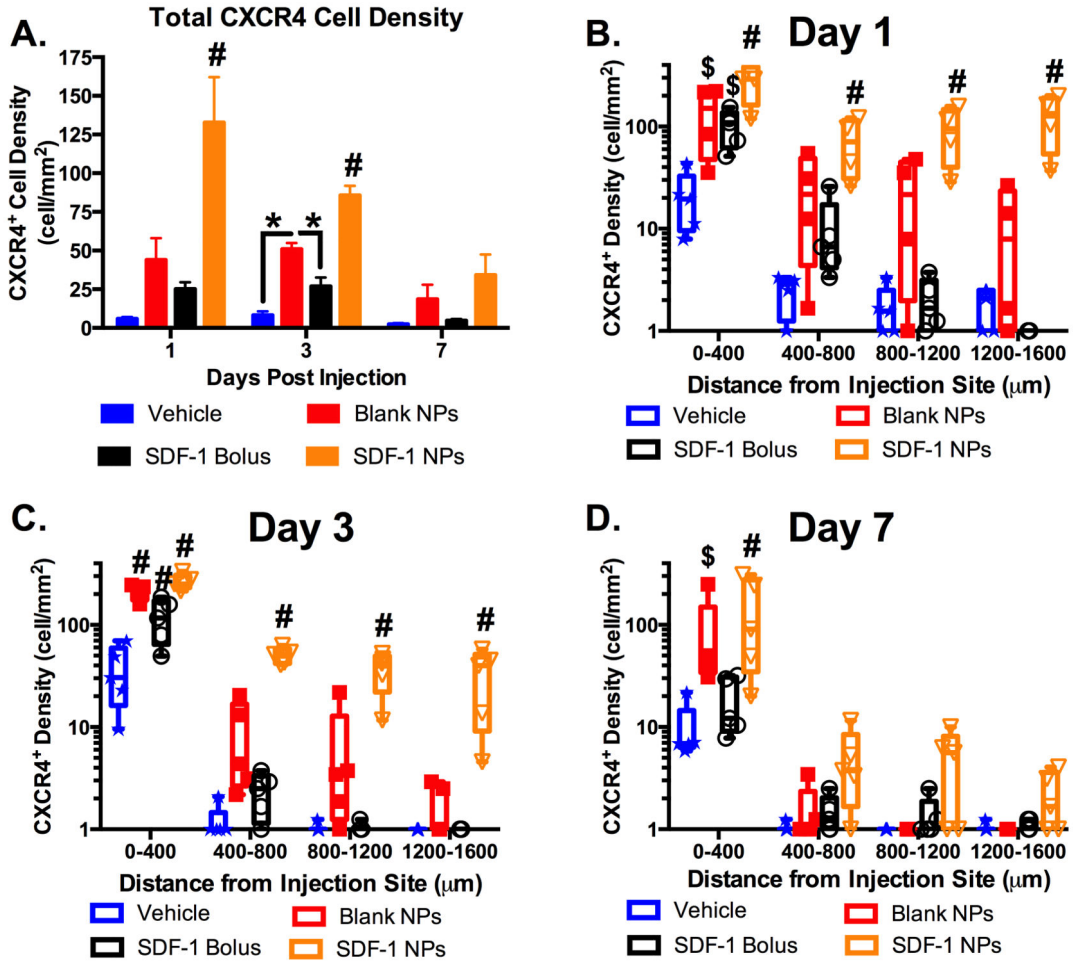 A.
Total CXCR4 Cell Density
CXCR4⁺ Cell Density
(cell/mm²)
175
150
125
100
75
50
25
0
#
* *
#
1 3 7
Days Post Injection
Vehicle
Blank NPs
SDF-1 Bolus
SDF-1 NPs
B.
Day 1
CXCR4⁺ Density (cell/mm²)
100
10
1
$ $ # # # #
0-400 400-800 800-1200 1200-1600
Distance from Injection Site (μm)
Vehicle
Blank NPs
SDF-1 Bolus
SDF-1 NPs
C.
Day 3
CXCR4⁺ Density (cell/mm²)
100
10
1
# # # # # #
0-400 400-800 800-1200 1200-1600
Distance from Injection Site (μm)
Vehicle
Blank NPs
SDF-1 Bolus
SDF-1 NPs
D.
Day 7
CXCR4⁺ Density (cell/mm²)
100
10
1
$ #
0-400 400-800 800-1200 1200-1600
Distance from Injection Site (μm)
Vehicle
Blank NPs
SDF-1 Bolus
SDF-1 NPs